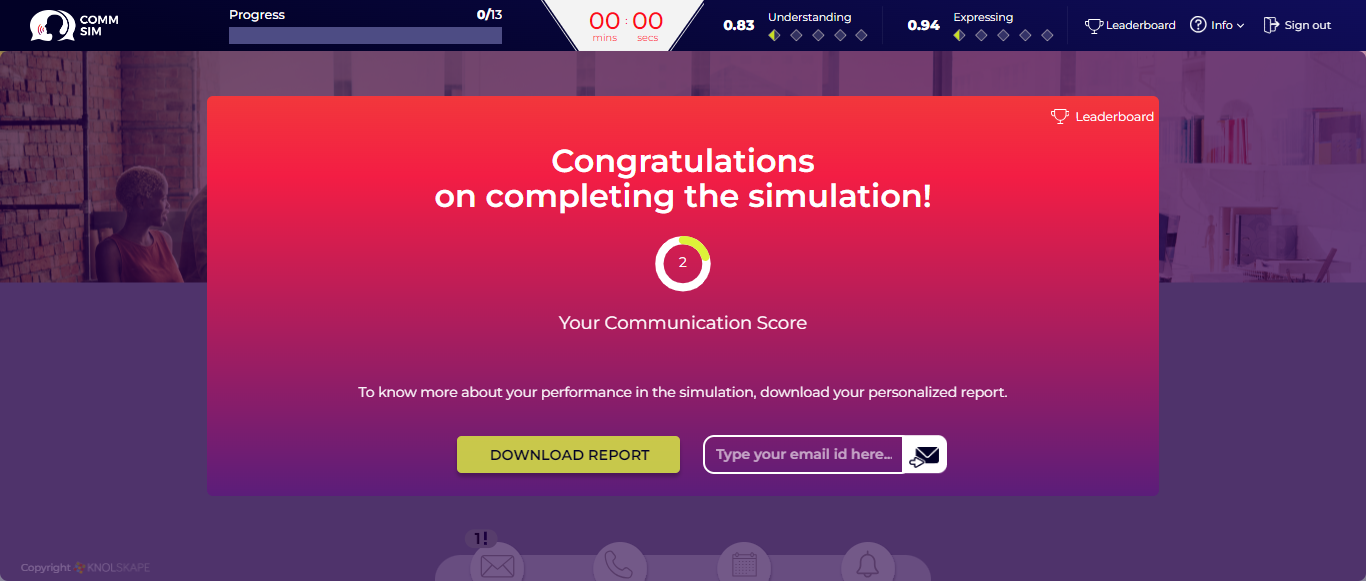 COMM
SIM
Progress
0/13
00 : 00
mins secs
0.83
Understanding
0.94
Expressing
Leaderboard
Info
Sign out
Leaderboard
Congratulations
on completing the simulation!
2
Your Communication Score
To know more about your performance in the simulation, download your personalized report.
DOWNLOAD REPORT
Type your email id here...
1!
Copyright KNOLSKAPE